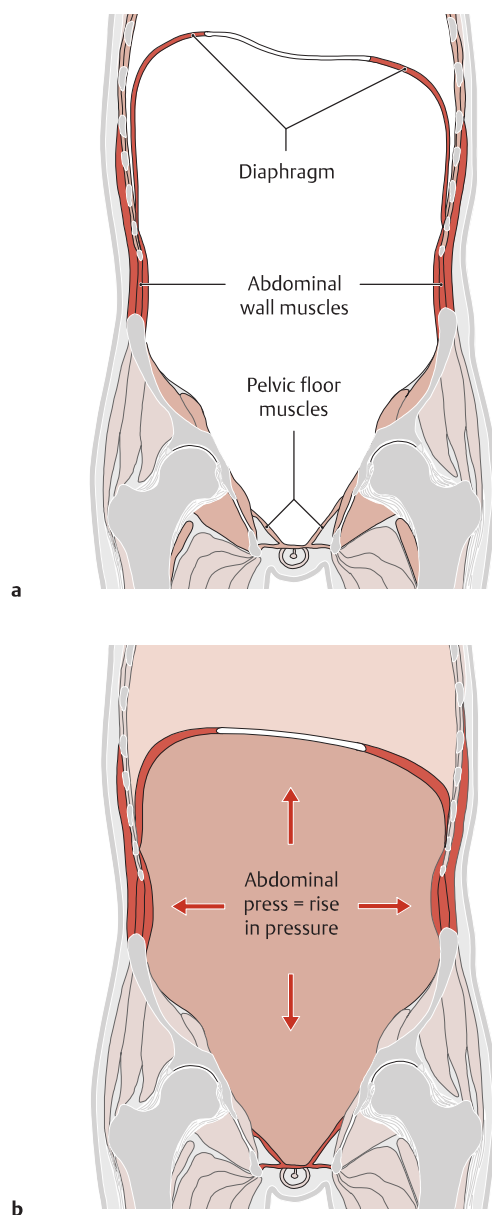 Diaphragm
Abdominal
wall muscles
Pelvic floor
muscles
a
Abdominal
press = rise
in pressure
b